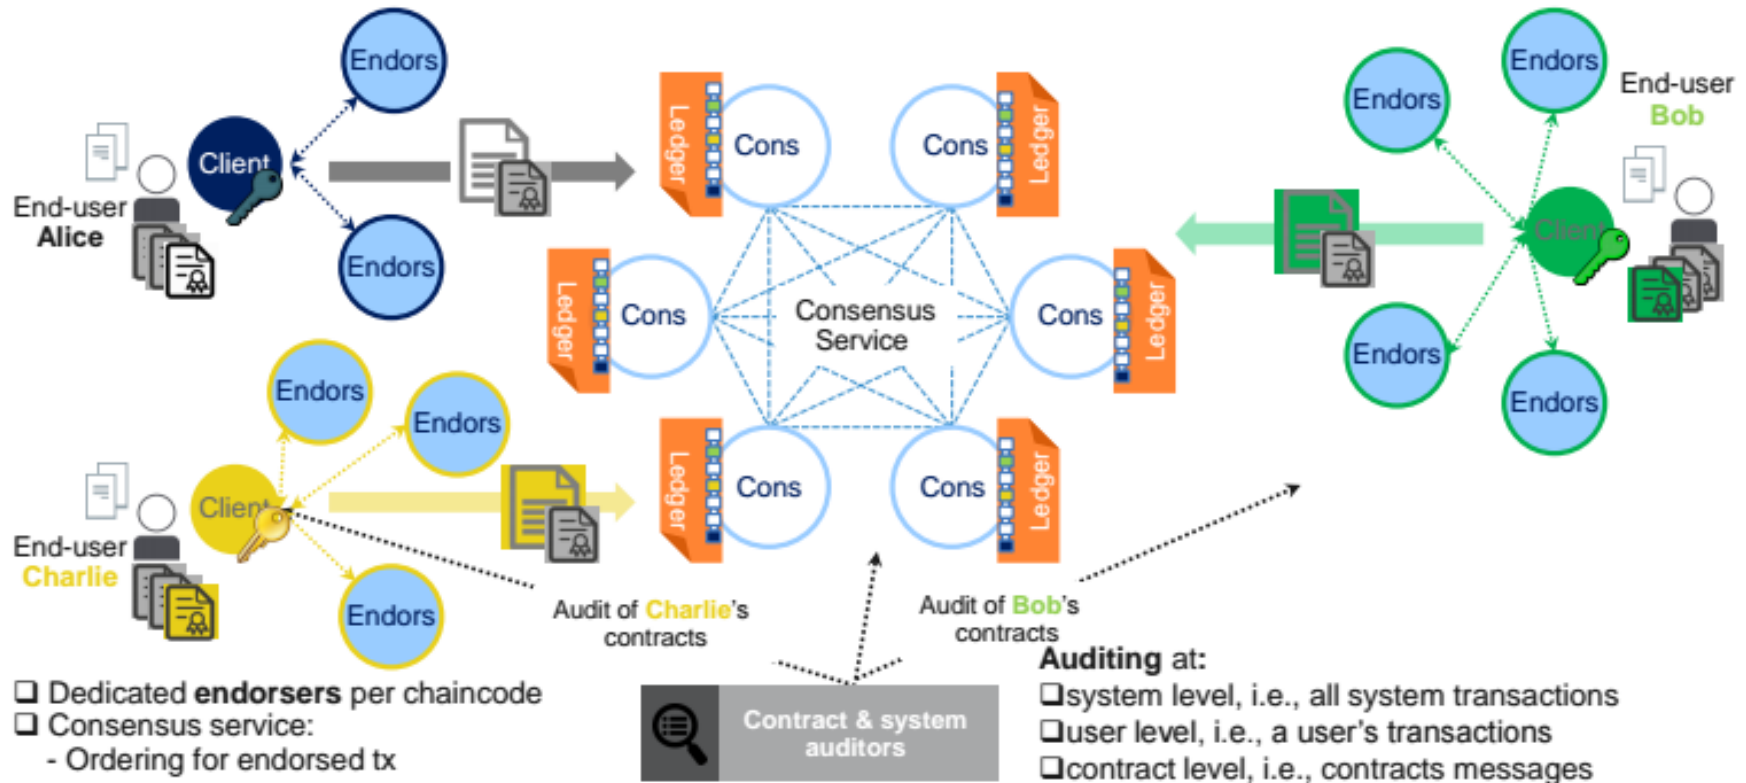 Endors
Client
End-user
Alice
Endors
Endors
Endors
Client
End-user
Charlie
Endors
Ledger
Cons
Cons
Ledger
Ledger
Cons
Consensus
Service
Cons
Ledger
Ledger
Cons
Cons
Ledger
Endors
Endors
End-user
Bob
Client
Endors
Endors
Audit of Charlie's
contracts
Audit of Bob's
contracts
Contract & system
auditors
❑ Dedicated endorsers per chaincode
❑ Consensus service:
- Ordering for endorsed tx
Auditing at:
❑system level, i.e., all system transactions
❑user level, i.e., a user's transactions
❑contract level, i.e., contracts messages